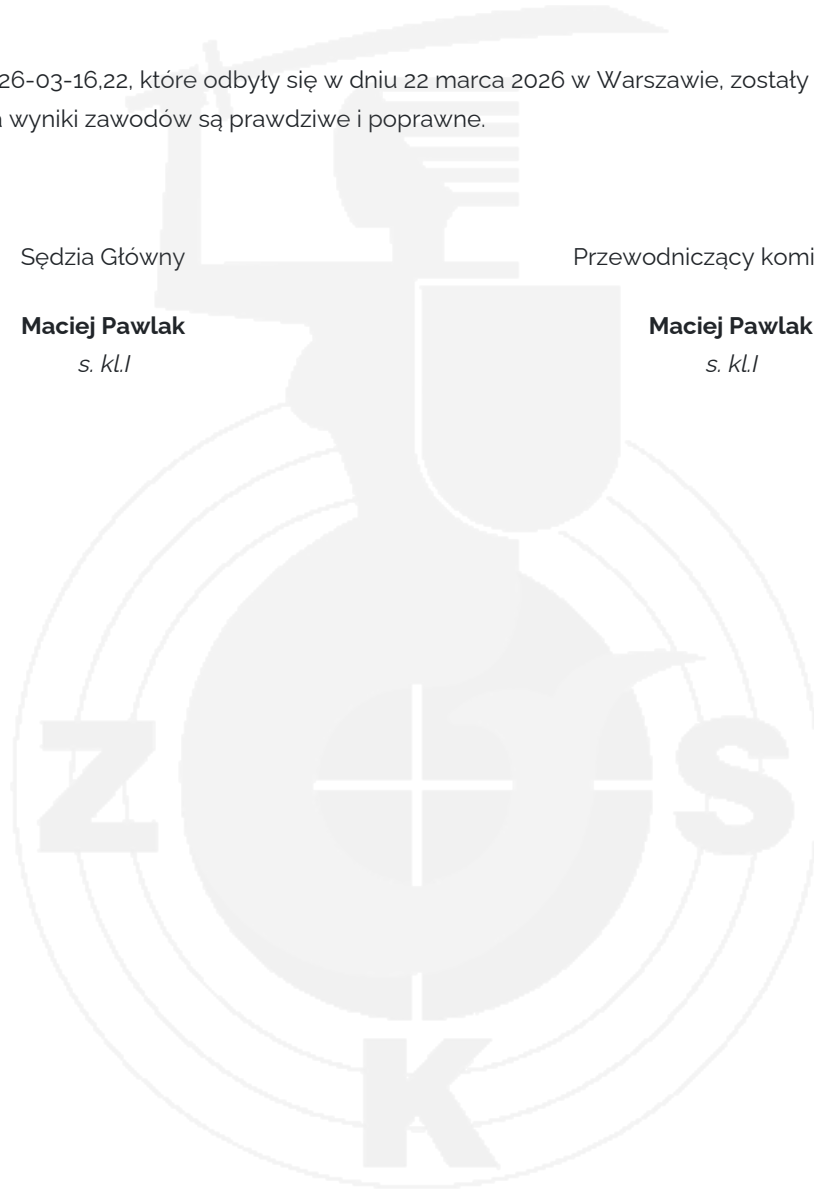 26-03-16,22, które odbyły się w dniu 22 marca 2026 w Warszawie, zostały
wyniki zawodów są prawdziwe i poprawne.
Sędzia Główny
Przewodniczący komi
Maciej Pawlak
Maciej Pawlak
s. kl.I
s. kl.I
Z
S
K